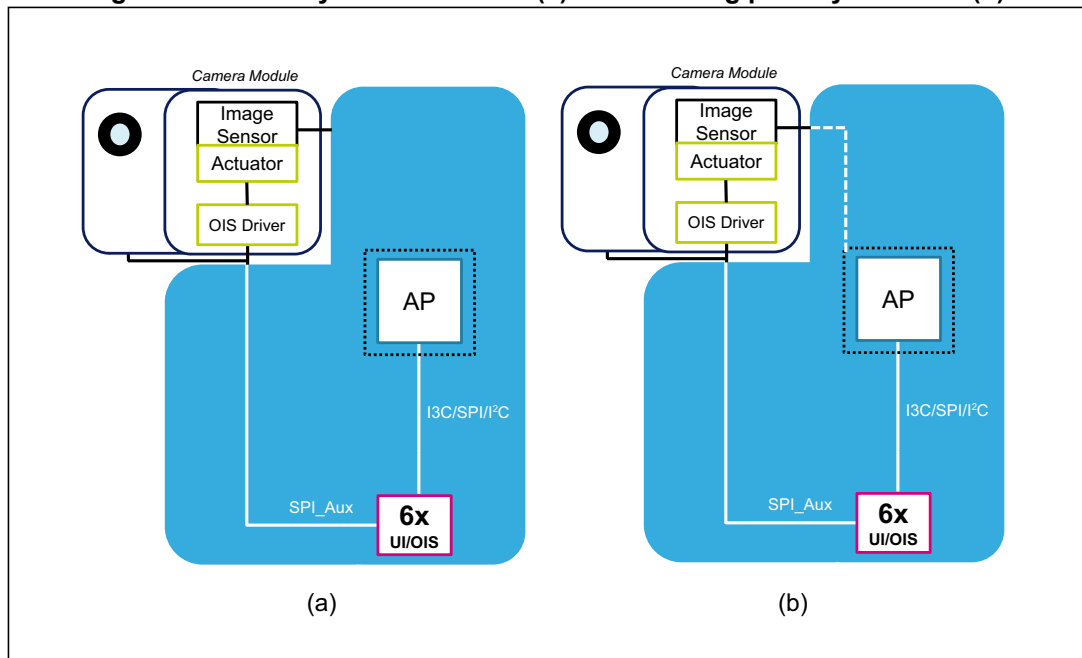 Camera Module
Image
Sensor
Actuator
OIS Driver
AP
I3C/SPI/I²C
SPI_Aux
6x
UI/OIS
(a)
Camera Module
Image
Sensor
Actuator
OIS Driver
AP
I3C/SPI/I²C
SPI_Aux
6x
UI/OIS
(b)